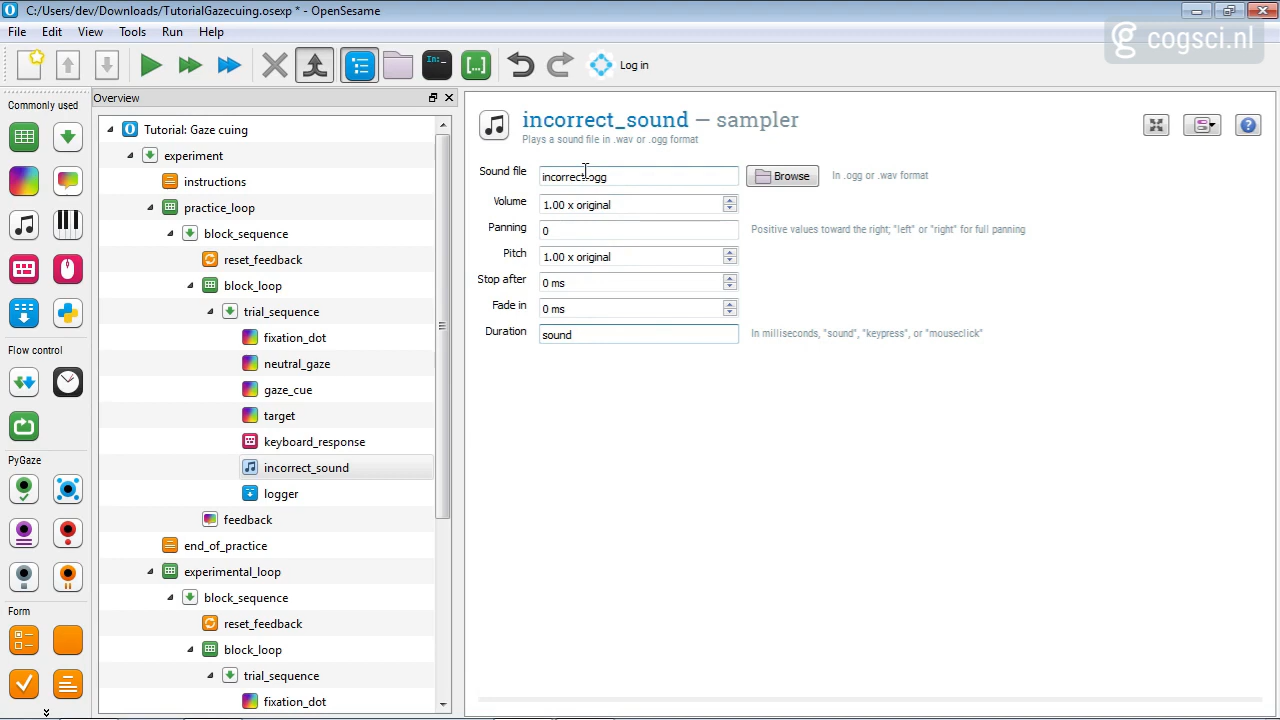 C:/Users/dev/Downloads/TutorialGazecuing.osexp * - OpenSesame
File Edit View Tools Run Help
cogsci.nl
In:_
[...]
Log in
Commonly used
Overview
Tutorial: Gaze cuing
experiment
instructions
practice_loop
block_sequence
reset_feedback
block_loop
trial_sequence
fixation_dot
neutral_gaze
gaze_cue
target
keyboard_response
incorrect_sound
logger
feedback
end_of_practice
experimental_loop
block_sequence
reset_feedback
block_loop
trial_sequence
fixation_dot
Flow control
PyGaze
Form
incorrect_sound — sampler
Plays a sound file in .wav or .ogg format
Sound file incorrect.ogg Browse In .ogg or .wav format
Volume 1.00 x original
Panning 0 Positive values toward the right; "left" or "right" for full panning
Pitch 1.00 x original
Stop after 0 ms
Fade in 0 ms
Duration sound In milliseconds, "sound", "keypress", or "mouseclick"